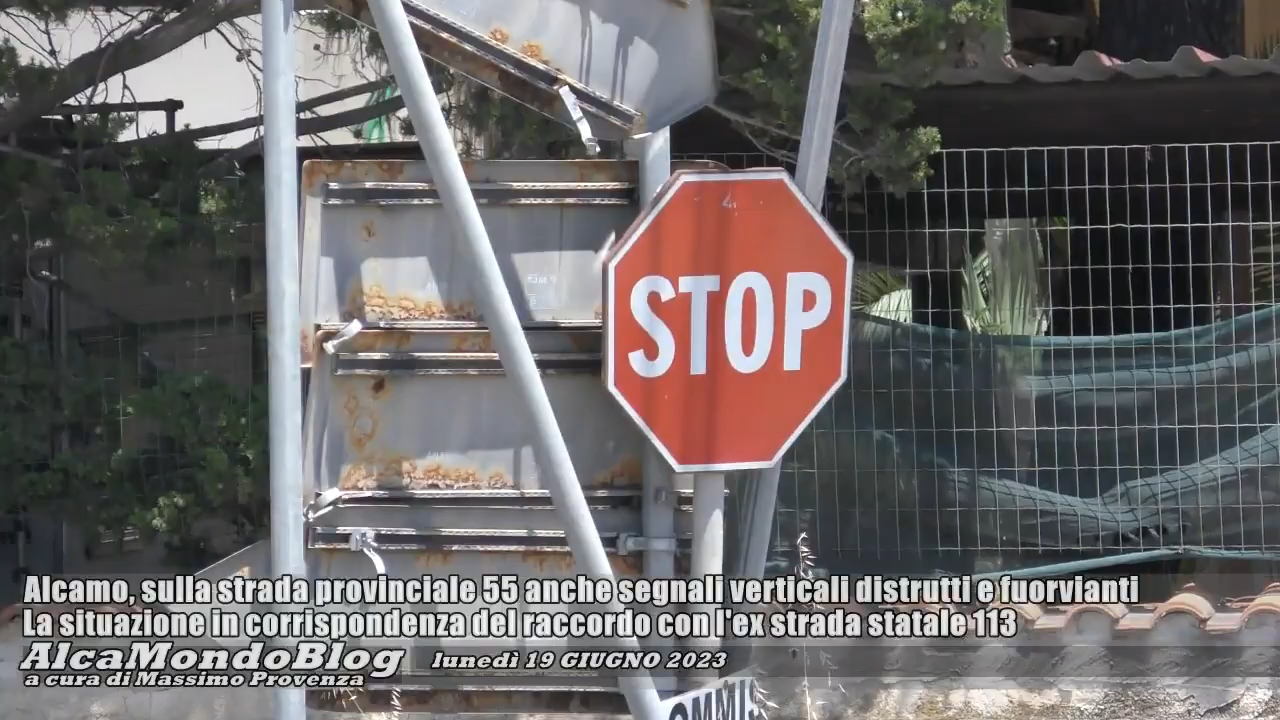 STOP
Alcamo, sulla strada provinciale 55 anche segnali verticali distrutti e fuorvianti
La situazione in corrispondenza del raccordo con l'ex strada statale 113
AlcaMondoBlog lunedì 19 GIUGNO 2023
a cura di Massimo Provenza